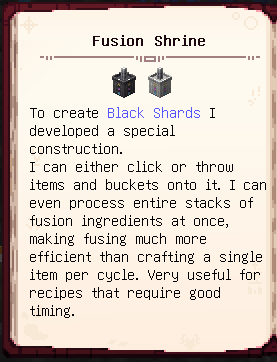 Fusion Shrine
To create Black Shards I
developed a special
construction.
I can either click or throw
items and buckets onto it. I can
even process entire stacks of
fusion ingredients at once,
making fusing much more
efficient than crafting a single
item per cycle. Very useful for
recipes that require good
timing.